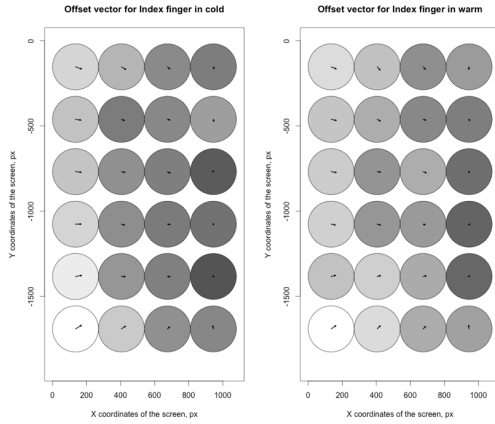 Offset vector for Index finger in cold
Y coordinates of the screen, px
0
-500
-1000
-1500
0 200 400 600 800 1000
X coordinates of the screen, px
Offset vector for Index finger in warm
Y coordinates of the screen, px
0
-500
-1000
-1500
0 200 400 600 800 1000
X coordinates of the screen, px